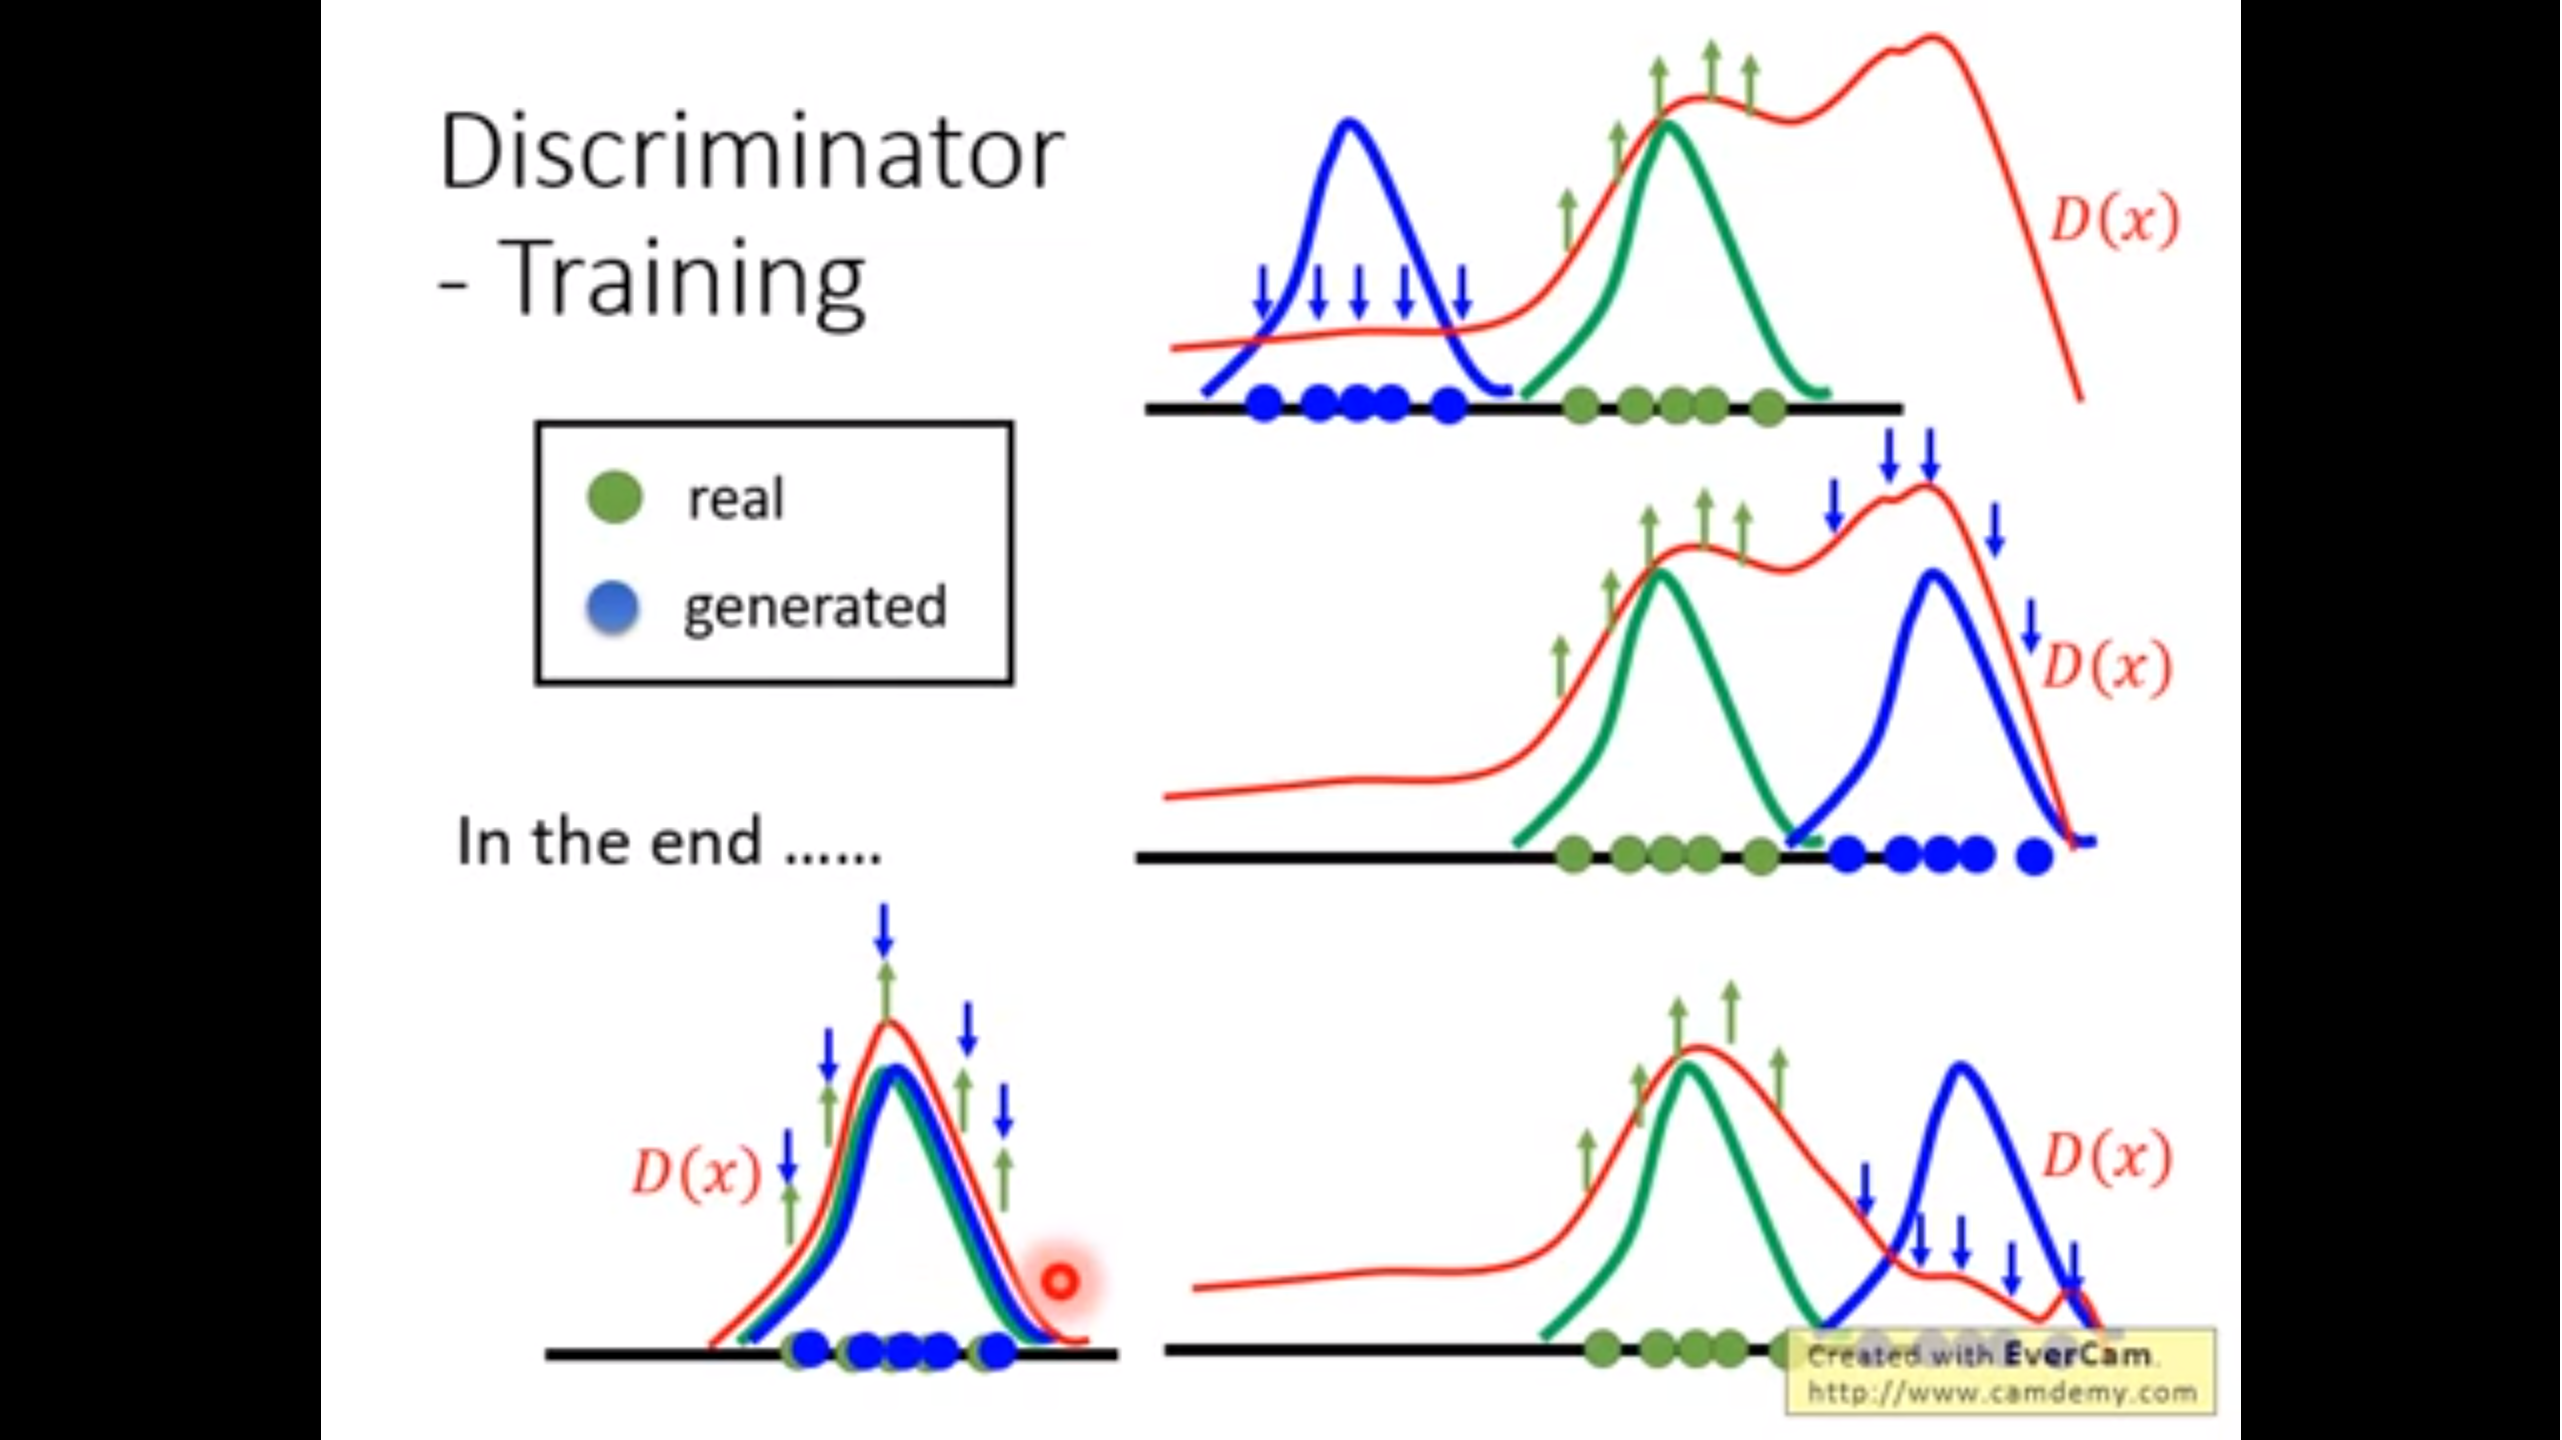 Discriminator
- Training
real
generated
In the end ......
D(x)
D(x)
D(x)
D(x)
Created with EverCam.
http://www.camdemy.com